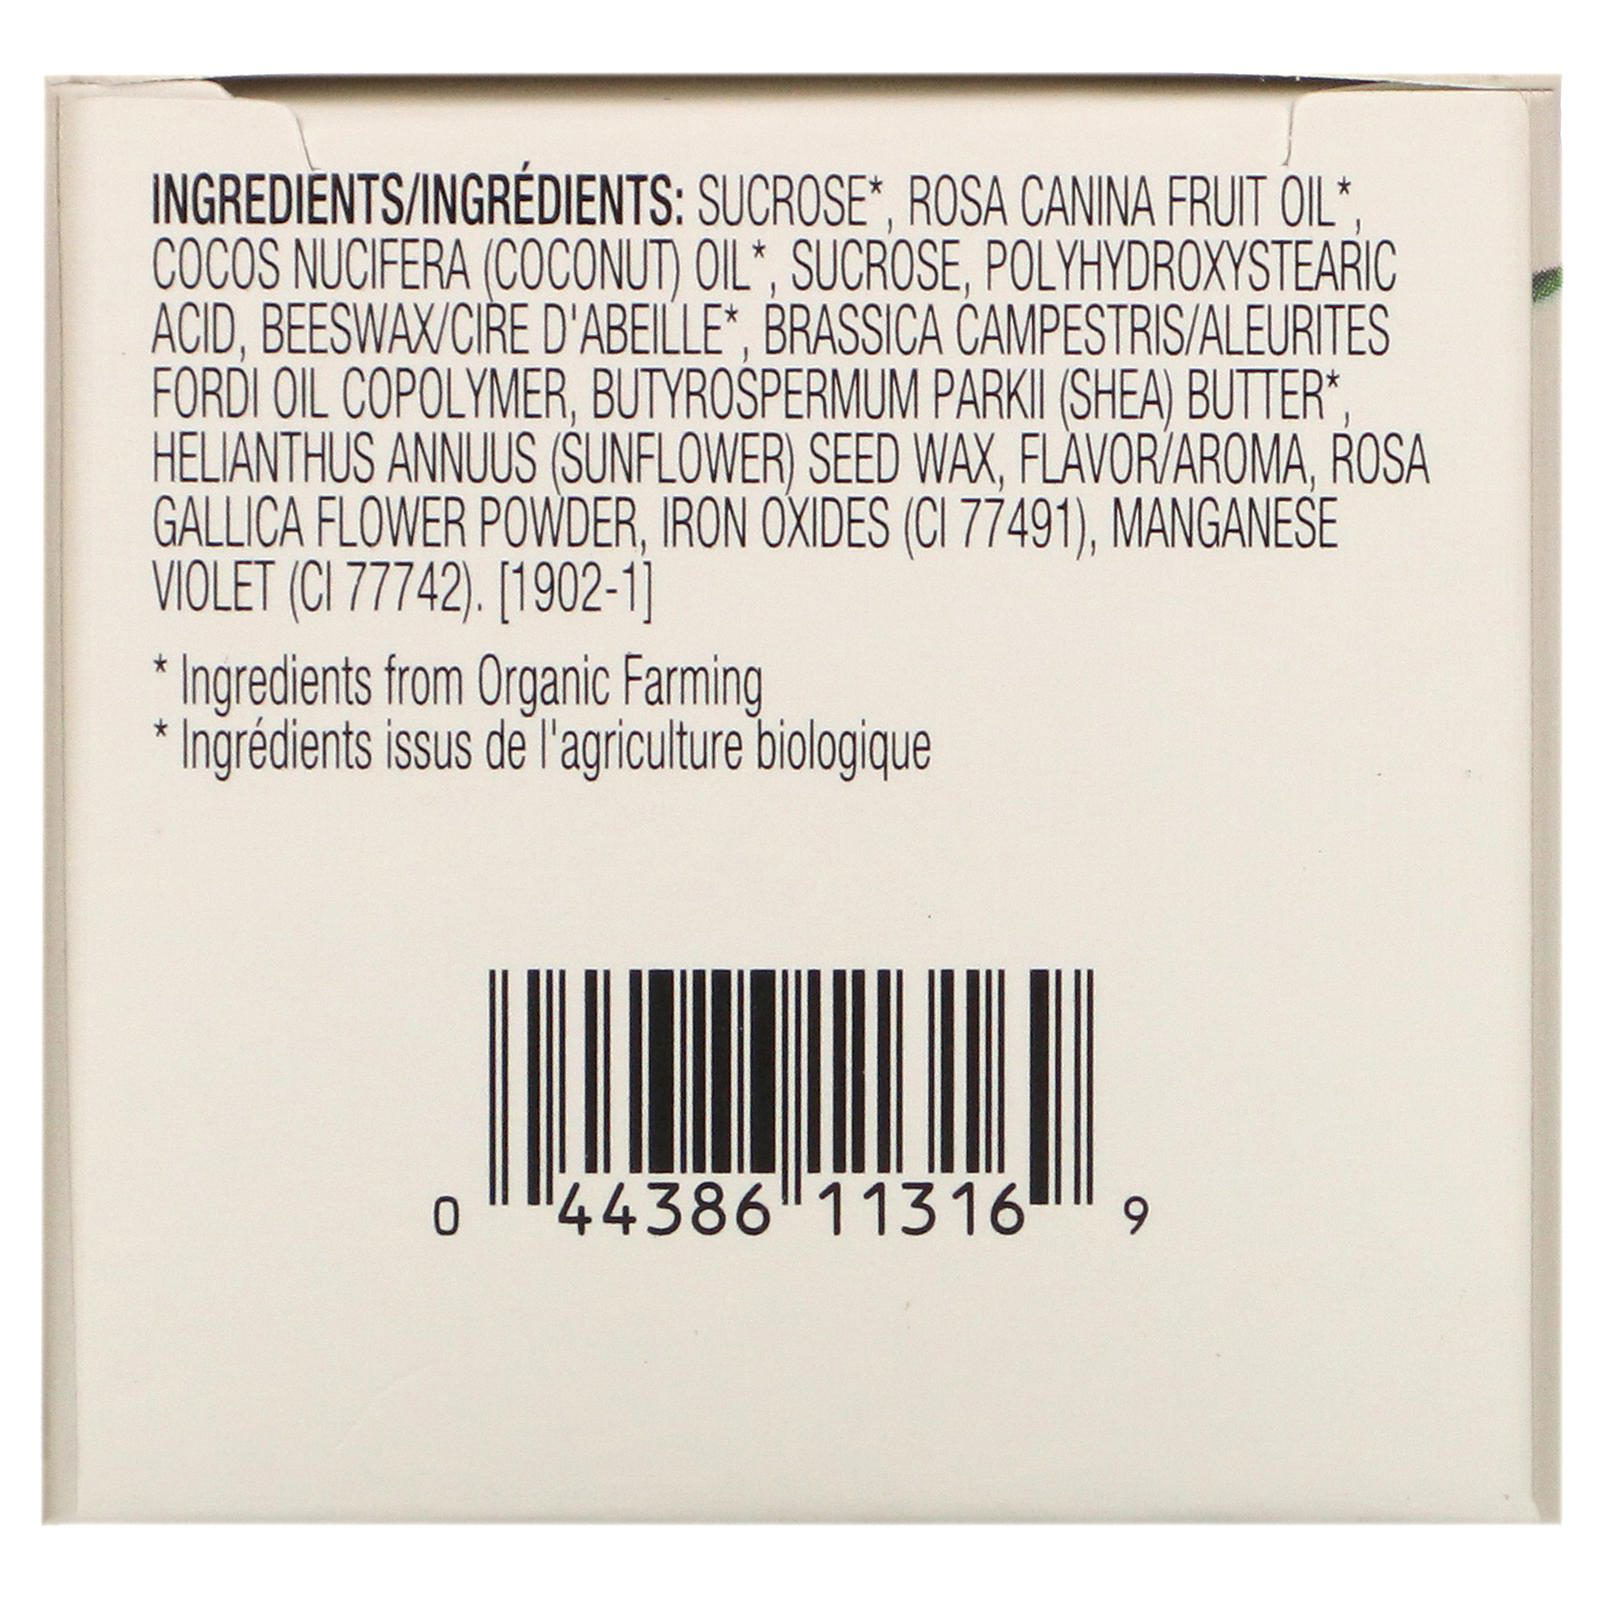 INGREDIENTS/INGRÉDIENTS: SUCROSE*, ROSA CANINA FRUIT OIL*,
COCOS NUCIFERA (COCONUT) OIL*, SUCROSE, POLYHYDROXYSTEARIC
ACID, BEESWAX/CIRE D'ABEILLE*, BRASSICA CAMPESTRIS/ALEURITES
FORDI OIL COPOLYMER, BUTYROSPERMUM PARKII (SHEA) BUTTER*,
HELIANTHUS ANNUUS (SUNFLOWER) SEED WAX, FLAVOR/AROMA, ROSA
GALLICA FLOWER POWDER, IRON OXIDES (CI 77491), MANGANESE
VIOLET (CI 77742). [1902-1]
* Ingredients from Organic Farming
* Ingrédients issus de l'agriculture biologique
0 44386 11316 9